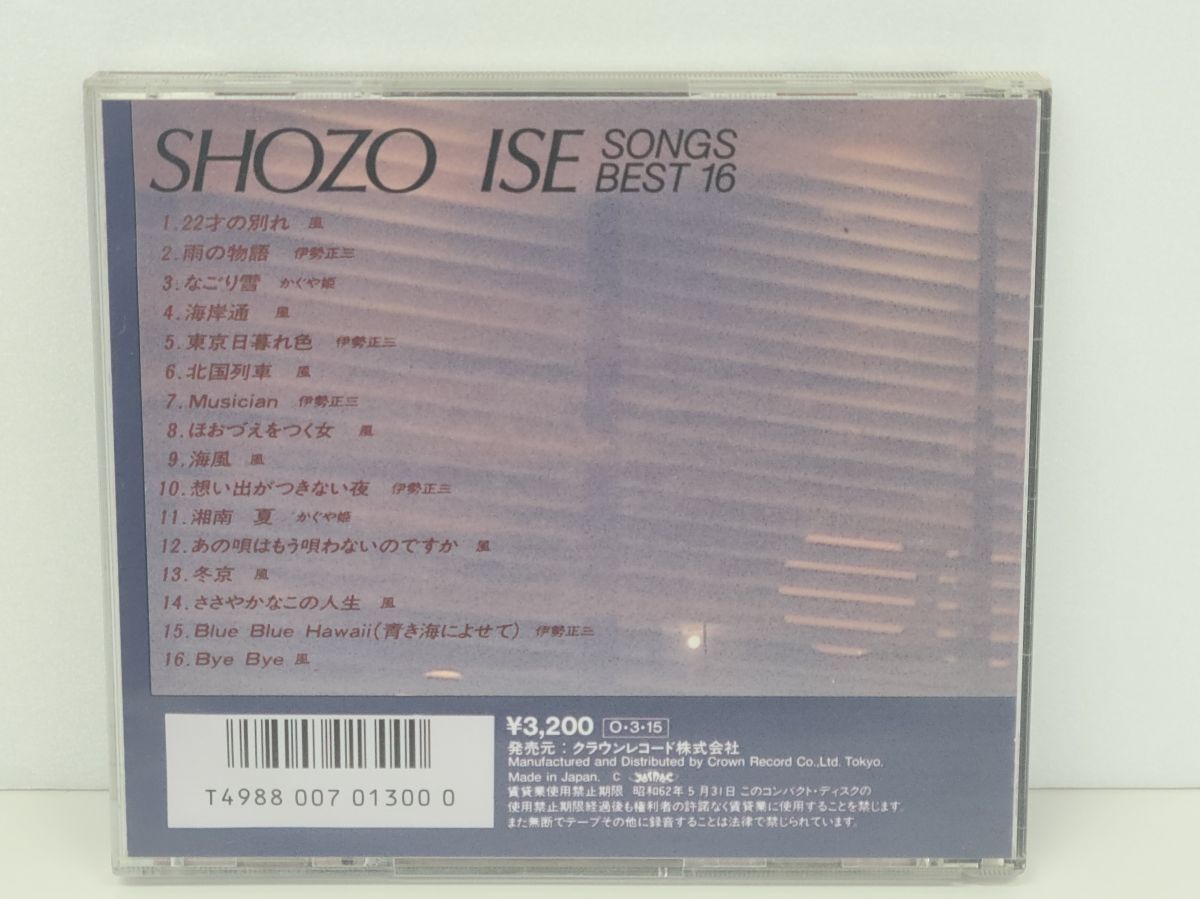 SHOZO ISE SONGS BEST 16
1.22才の別れ 風
2.雨の物語 伊勢正三
3.なごり雪 かぐや姫
4.海岸通 風
5.東京日暮れ色 伊勢正三
6.北国列車 風
7.Musician 伊勢正三
8.ほおづえをつく女 風
9.海風 風
10.想い出がつきない夜 伊勢正三
11.湘南 夏 かぐや姫
12.あの唄はもう唄わないのですか 風
13.冬京 風
14.ささやかなこの人生 風
15.Blue Blue Hawaii(青き海によせて) 伊勢正三
16.Bye Bye 風
¥3,200 O・3・15
発売元：クラウンレコード株式会社
Manufactured and Distributed by Crown Record Co.,Ltd. Tokyo.
Made in Japan. C
賃貸業使用禁止期限 昭和62年5月31日 このコンパクト・ディスクの
使用禁止期限経過後も権利者の許諾なく賃貸業に使用することを禁じます.
また無断でテープその他に録音することは法律で禁じられています.
T4988 007 01300 0